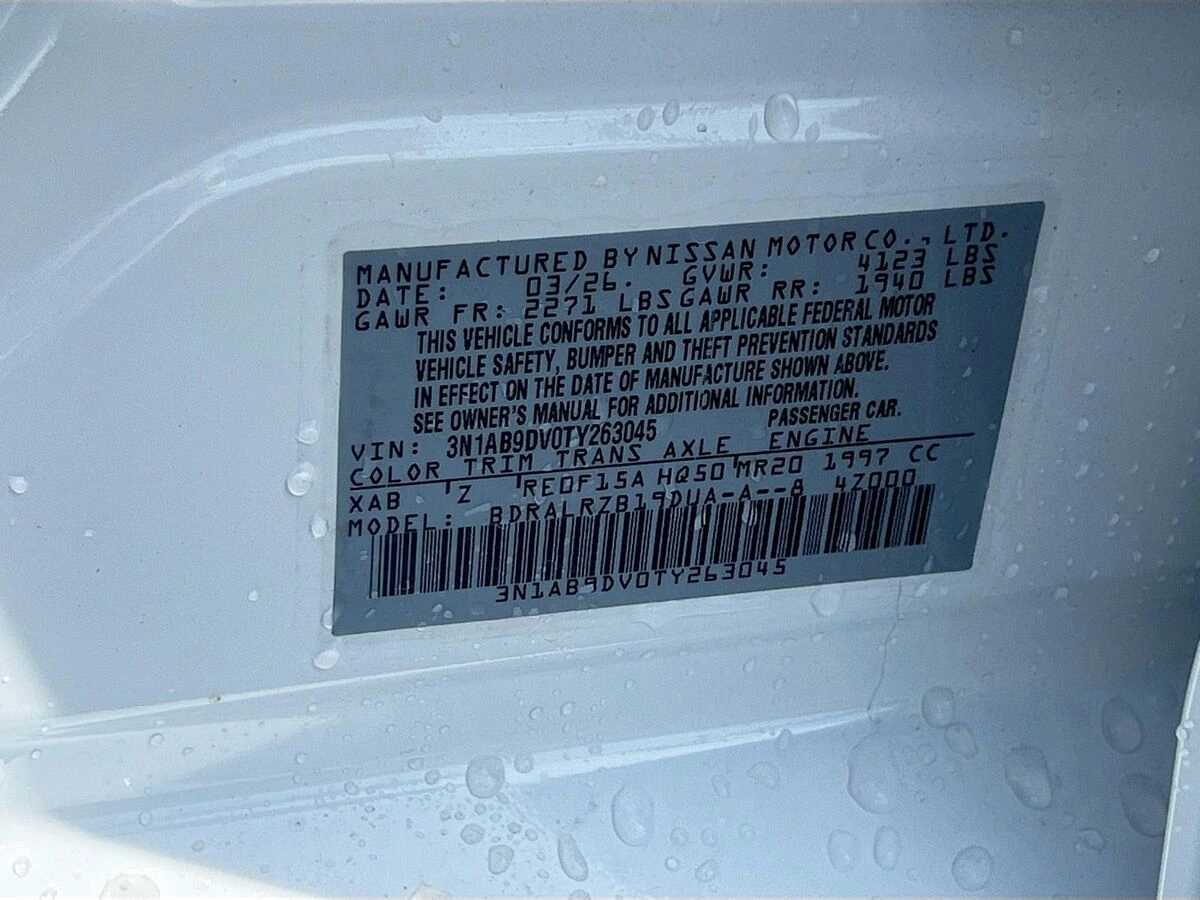 MANUFACTURED BY NISSAN MOTOR CO., LTD.
DATE: 03/26. GVWR: 4123 LBS
GAWR FR: 2271 LBS GAWR RR: 1940 LBS
THIS VEHICLE CONFORMS TO ALL APPLICABLE FEDERAL MOTOR
VEHICLE SAFETY, BUMPER AND THEFT PREVENTION STANDARDS
IN EFFECT ON THE DATE OF MANUFACTURE SHOWN ABOVE.
SEE OWNER'S MANUAL FOR ADDITIONAL INFORMATION.
VIN: 3N1AB9DV0TY263045 PASSENGER CAR.
COLOR TRIM TRANS AXLE ENGINE
XAB Z RE0F15A HQ50 MR20 1997 CC
MODEL: BDRALRZB19DUA-A--8 4Z000
3N1AB9DV0TY263045